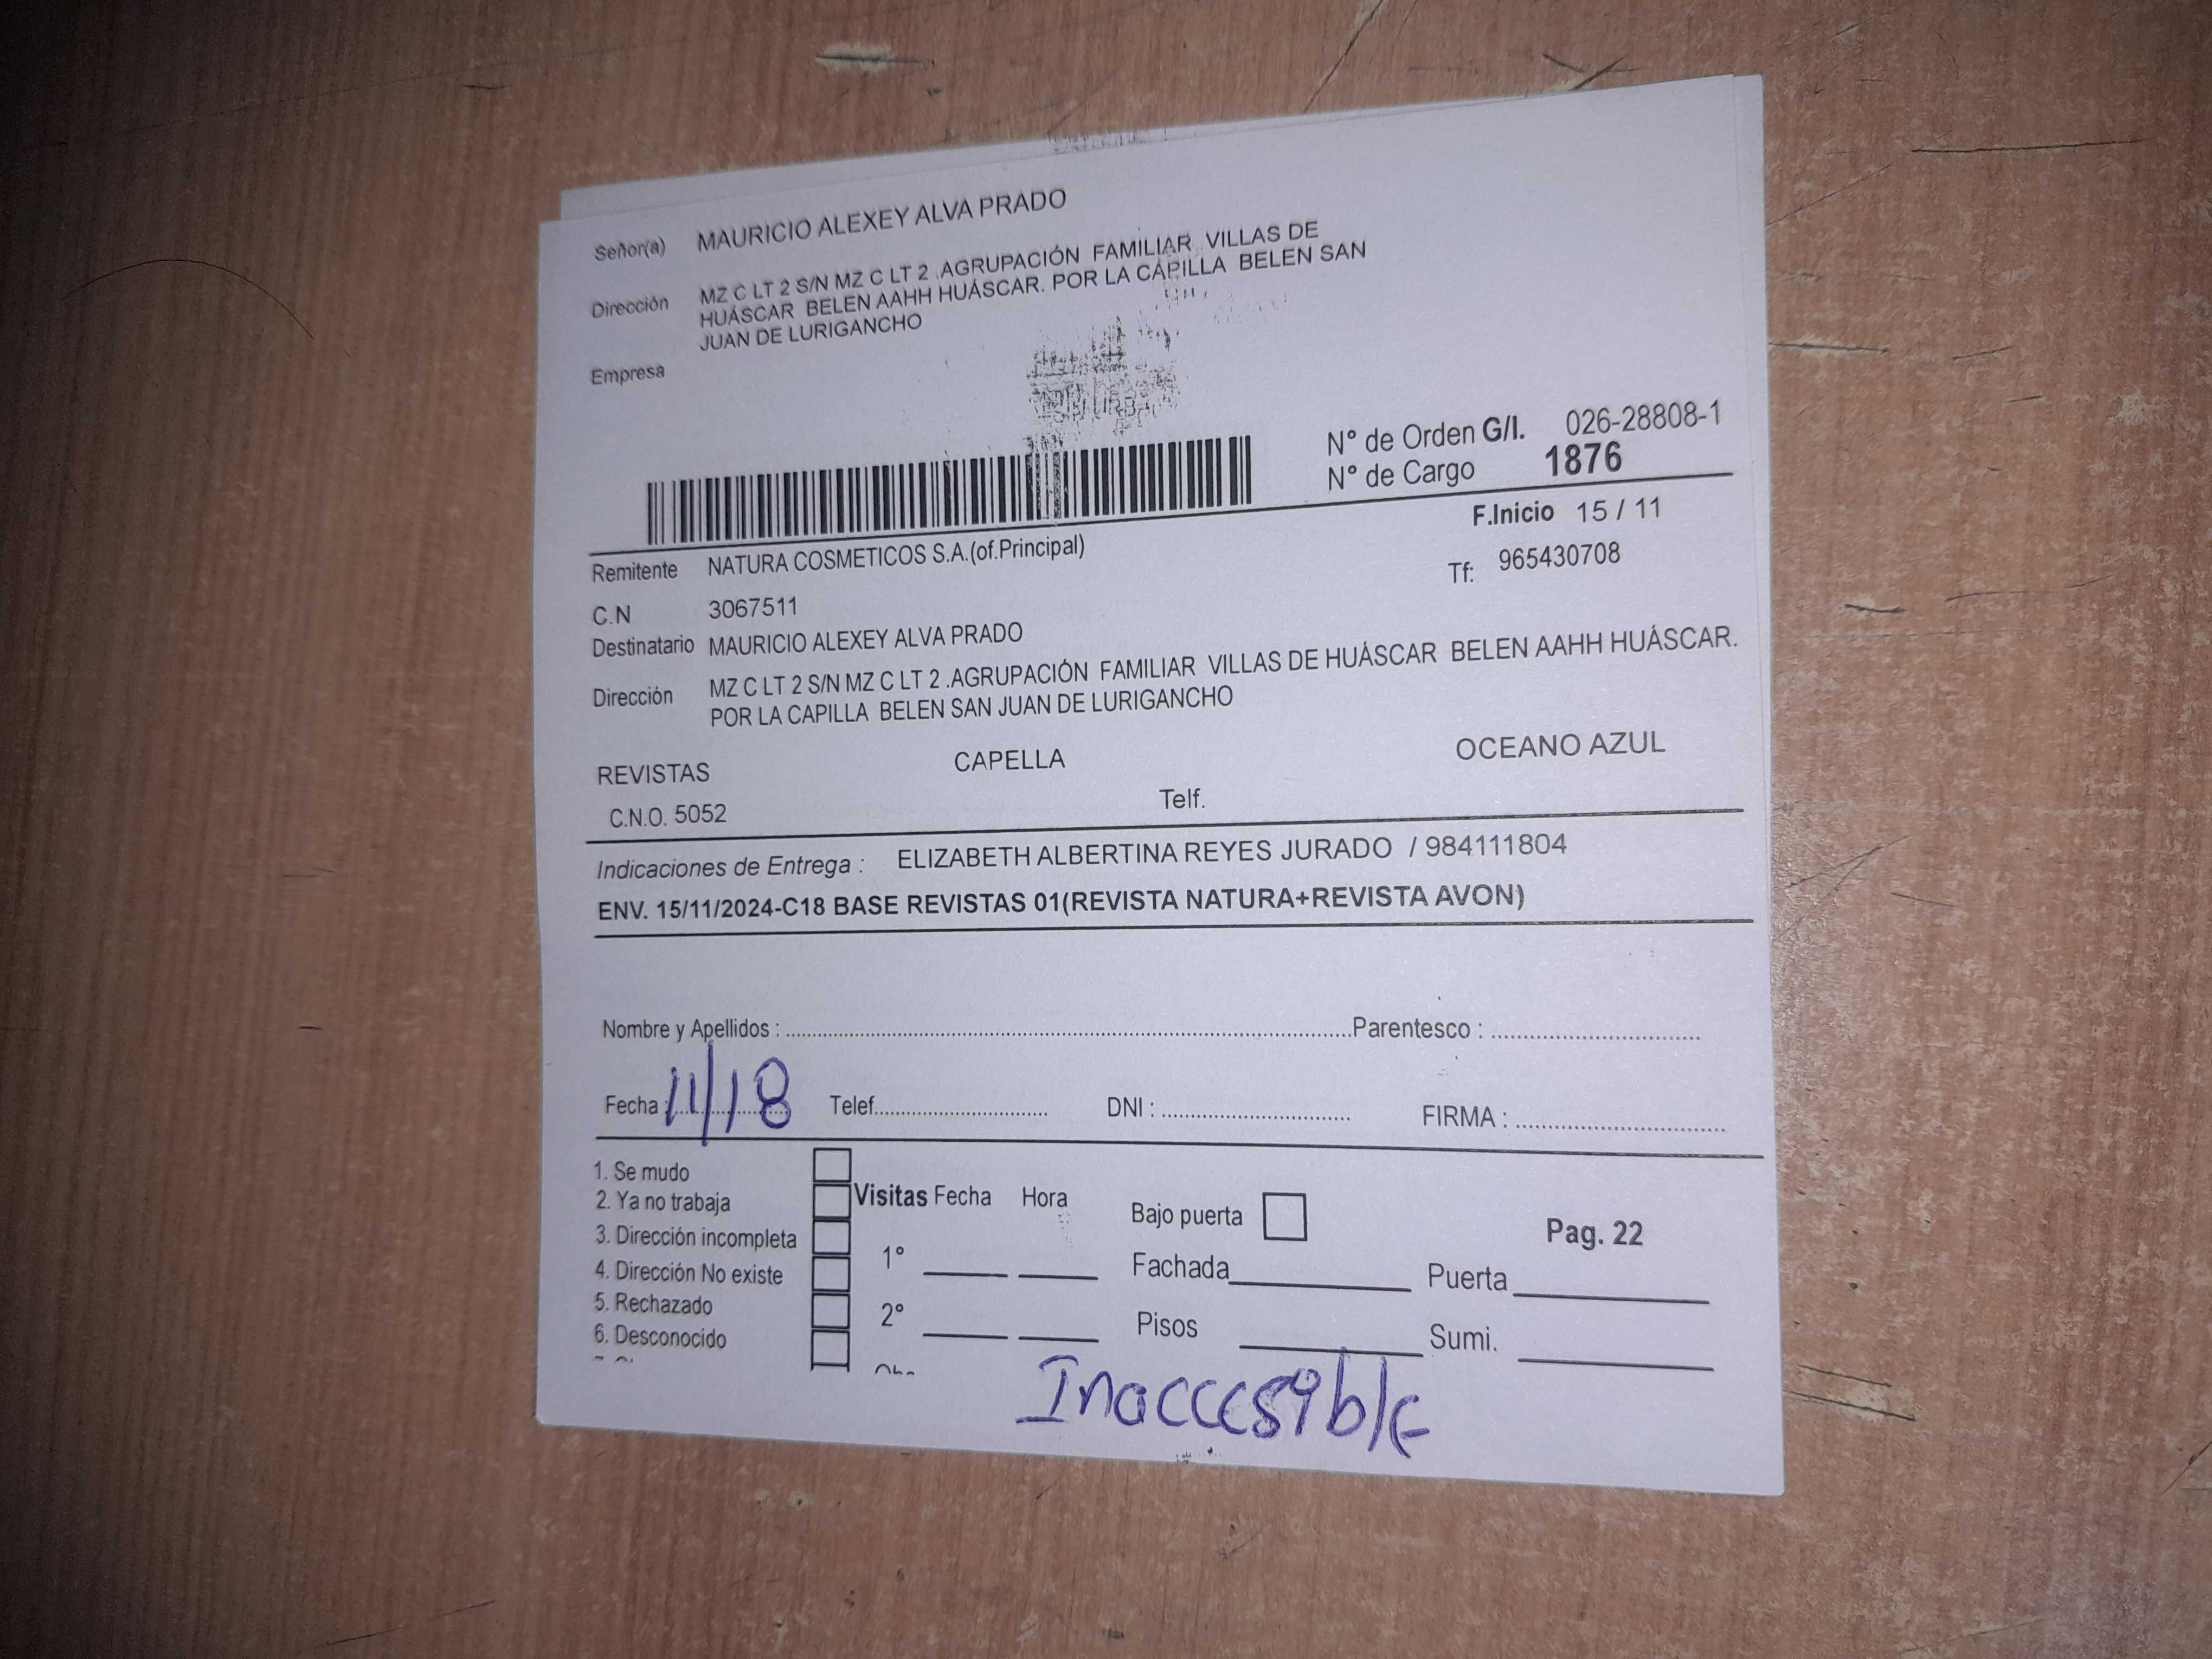 Señor(a) MAURICIO ALEXEY ALVA PRADO
Dirección MZ C LT 2 S/N MZ C LT 2 .AGRUPACIÓN FAMILIAR VILLAS DE
HUÁSCAR BELEN AAHH HUÁSCAR. POR LA CAPILLA BELEN SAN
JUAN DE LURIGANCHO
Empresa
N° de Orden G/I. 026-28808-1
N° de Cargo 1876
F.Inicio 15 / 11
Remitente NATURA COSMETICOS S.A.(of.Principal)
Tf: 965430708
C.N 3067511
Destinatario MAURICIO ALEXEY ALVA PRADO
Dirección MZ C LT 2 S/N MZ C LT 2 .AGRUPACIÓN FAMILIAR VILLAS DE HUÁSCAR BELEN AAHH HUÁSCAR.
POR LA CAPILLA BELEN SAN JUAN DE LURIGANCHO
REVISTAS CAPELLA OCEANO AZUL
C.N.O. 5052 Telf.
Indicaciones de Entrega : ELIZABETH ALBERTINA REYES JURADO / 984111804
ENV. 15/11/2024-C18 BASE REVISTAS 01(REVISTA NATURA+REVISTA AVON)
Nombre y Apellidos : Parentesco :
Fecha : 11/18 Telef. DNI : FIRMA :
1. Se mudo
2. Ya no trabaja
3. Dirección incompleta
4. Dirección No existe
5. Rechazado
6. Desconocido
Visitas Fecha Hora
1°
2°
Bajo puerta
Pag. 22
Fachada Puerta
Pisos Sumi.
Inaccesible